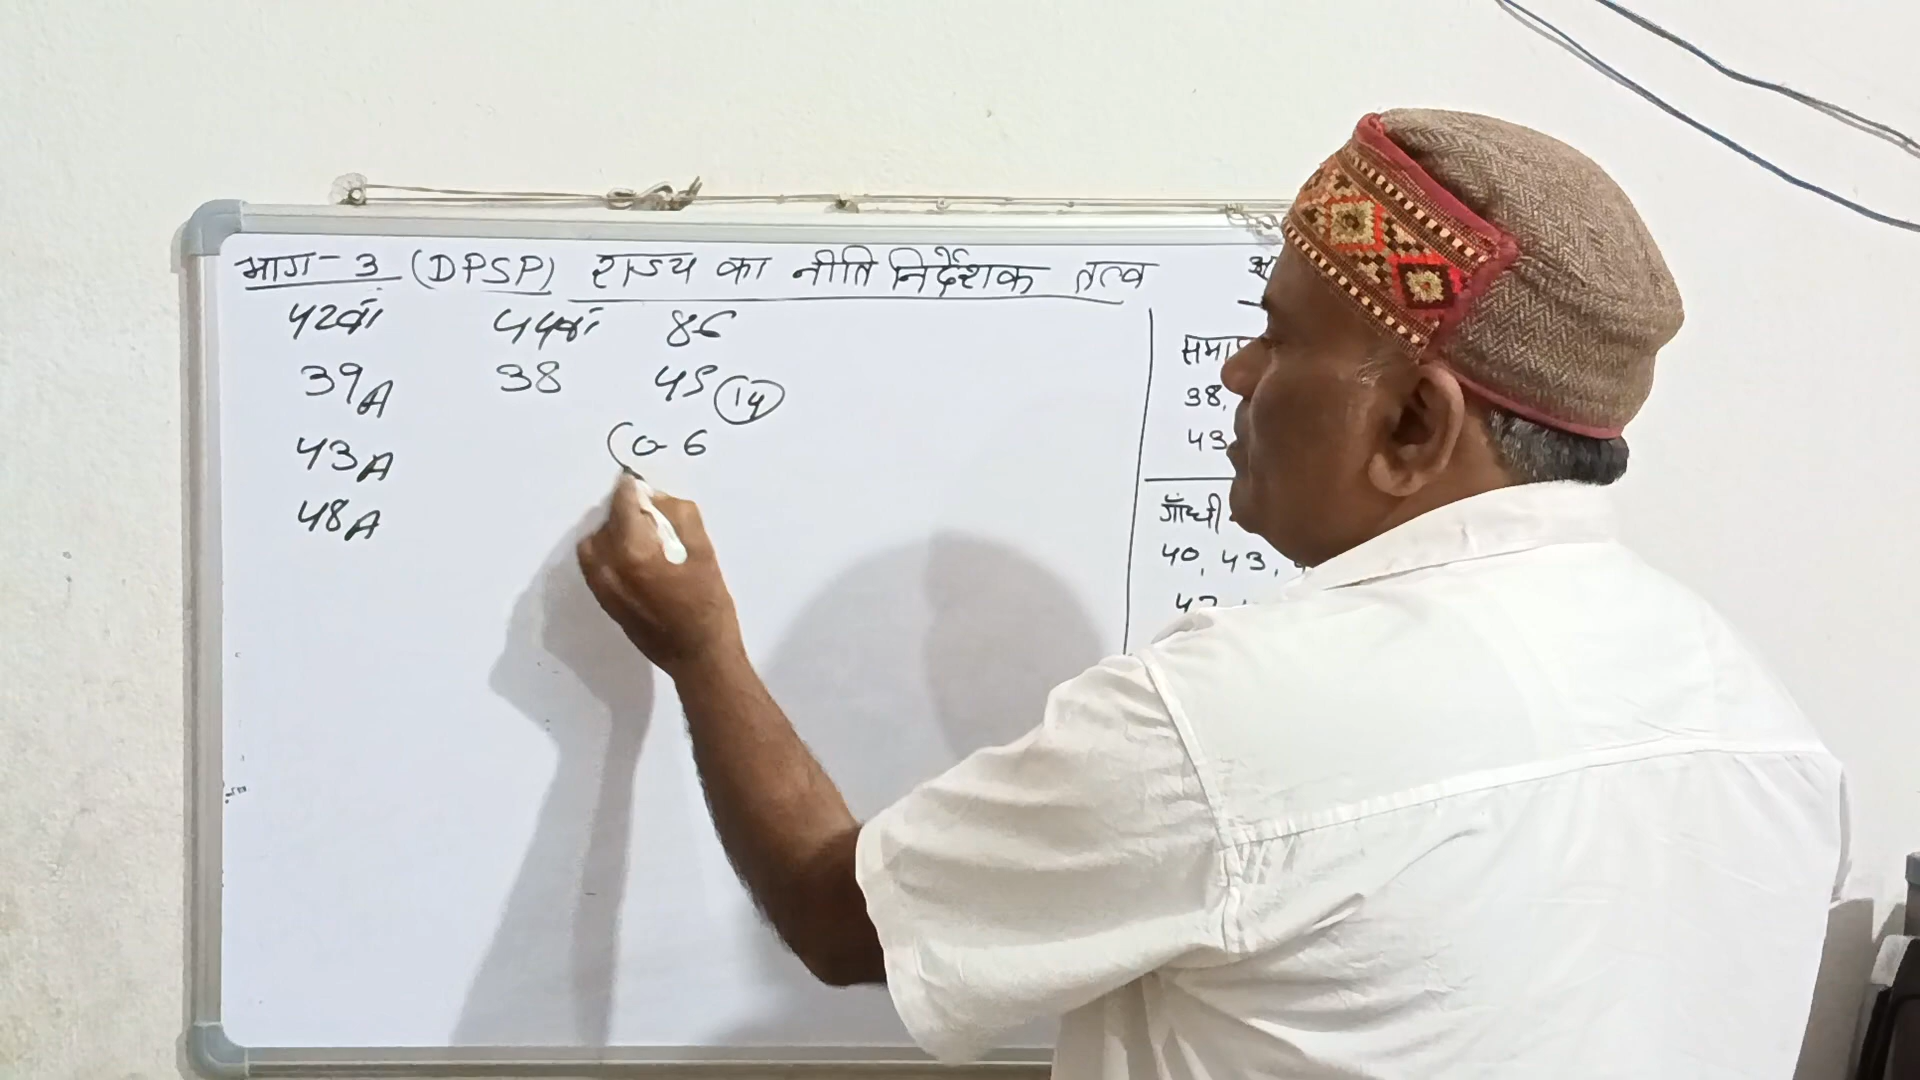 भाग-3 (DPSP) राज्य का नीति निर्देशक तत्व
42वां 44वां 86
39A 38 45 (14)
(0-6
43A
48A
38,
43
गाँधी
40, 43,